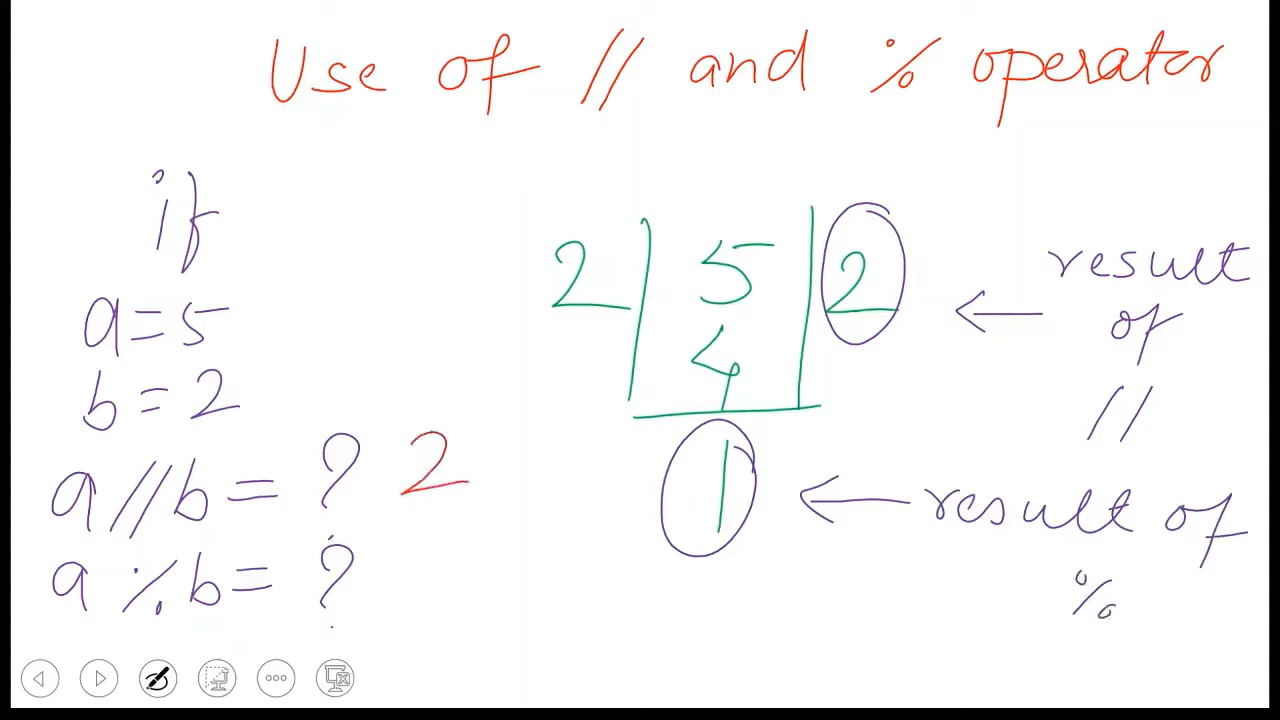 Use of // and % operator
if
a=5
b=2
a//b= ? 2
a%b= ?
2 5 2
4
1
← result
of
//
← result of
%